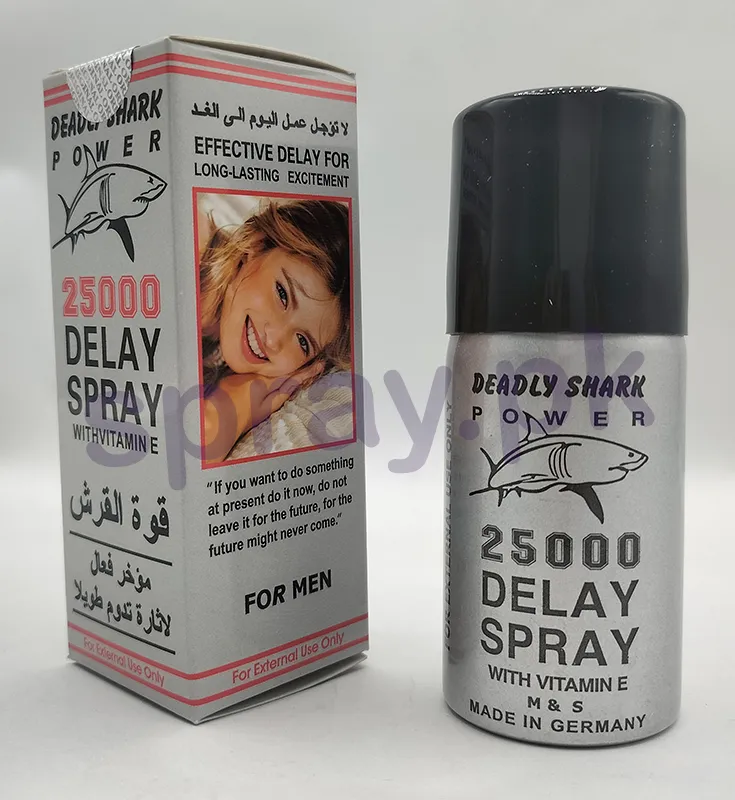 DEADLY SHARK
POWER
25000
DELAY
SPRAY
WITHVITAMIN E
قوة القرش
مؤخر فعال
لاثارة تدوم طويلا
For External Use Only
لا تؤجل عمل اليوم الى الغد
EFFECTIVE DELAY FOR
LONG-LASTING EXCITEMENT
"If you want to do something
at present do it now, do not
leave it for the future, for the
future might never come."
FOR MEN
For External Use Only
DEADLY SHARK
POWER
25000
DELAY
SPRAY
WITH VITAMIN E
M & S
MADE IN GERMANY
FOR EXTERNAL USE ONLY
spray.pk